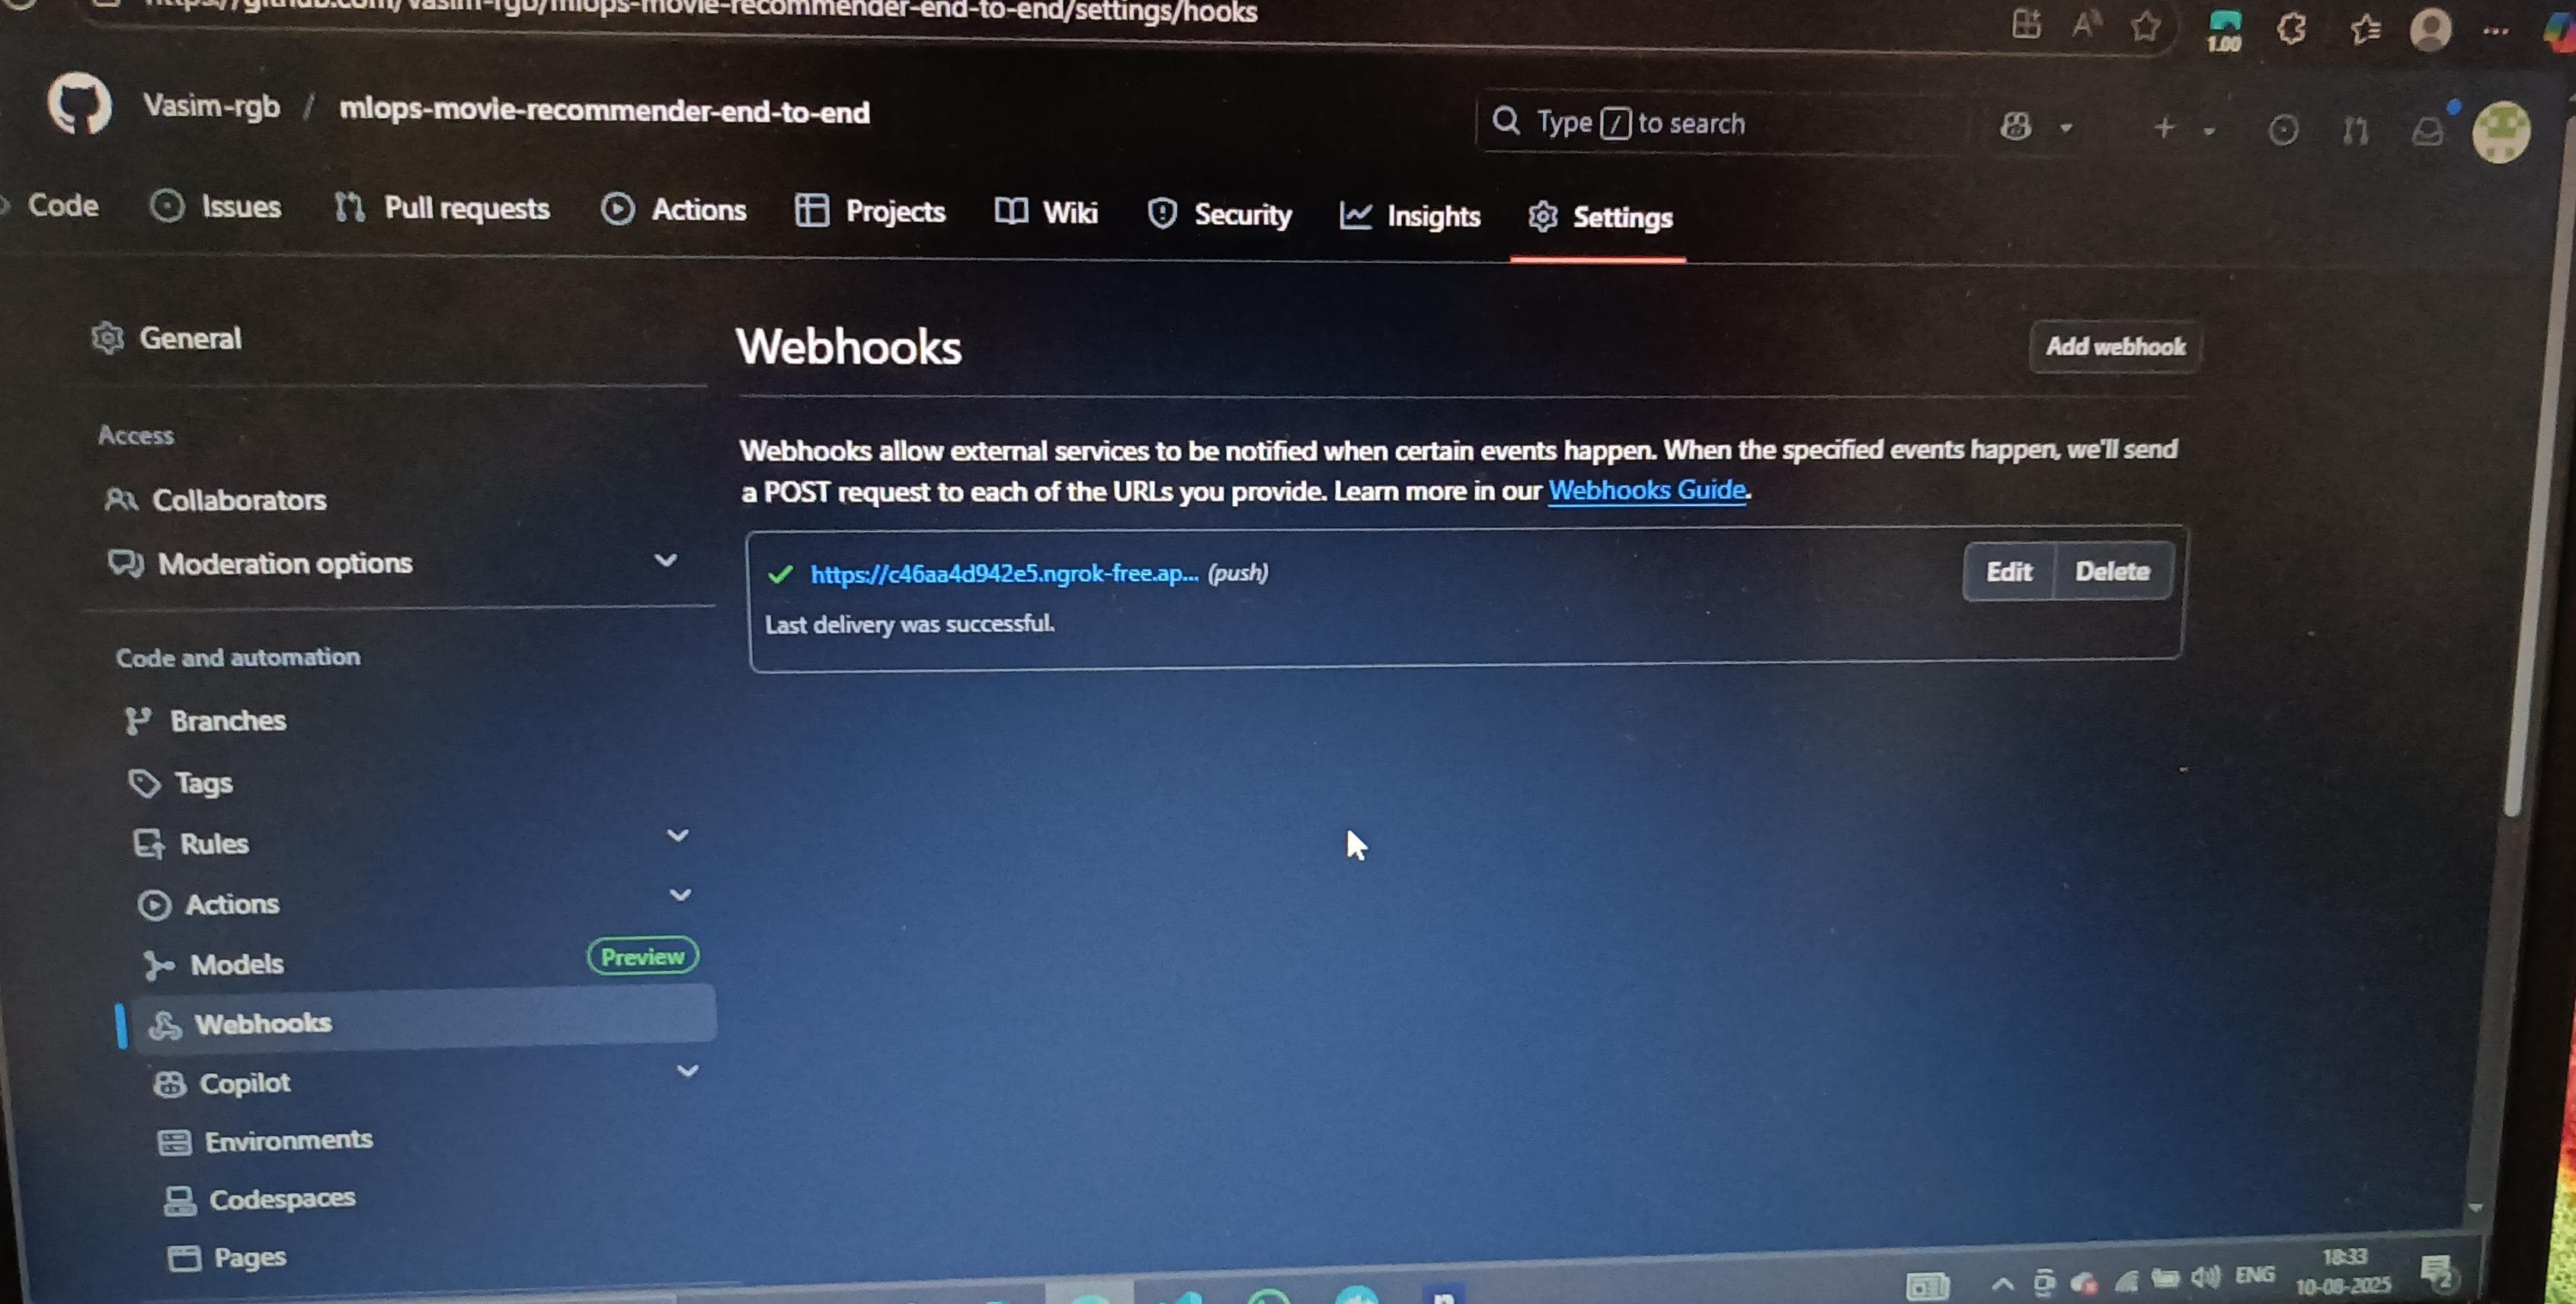 https://github.com/Vasim-rgb/mlops-movie-recommender-end-to-end/settings/hooks
1.00
Vasim-rgb / mlops-movie-recommender-end-to-end
Type / to search
Code
Issues
Pull requests
Actions
Projects
Wiki
Security
Insights
Settings
General
Access
Collaborators
Moderation options
Code and automation
Branches
Tags
Rules
Actions
Models
Preview
Webhooks
Copilot
Environments
Codespaces
Pages
Webhooks
Add webhook
Webhooks allow external services to be notified when certain events happen. When the specified events happen, we'll send
a POST request to each of the URLs you provide. Learn more in our Webhooks Guide.
https://c46aa4d942e5.ngrok-free.ap... (push)
Edit
Delete
Last delivery was successful.
ENG
18:33
10-08-2025
2